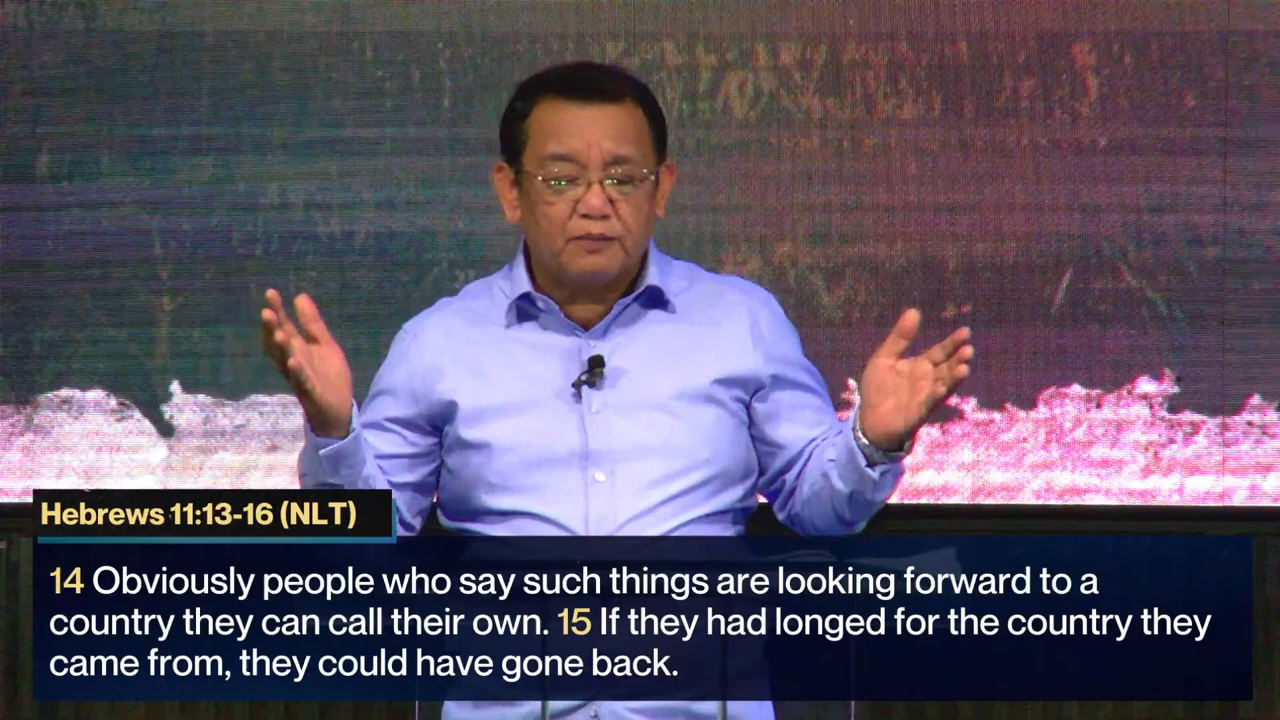 Hebrews 11:13-16 (NLT)
14 Obviously people who say such things are looking forward to a
country they can call their own. 15 If they had longed for the country they
came from, they could have gone back.